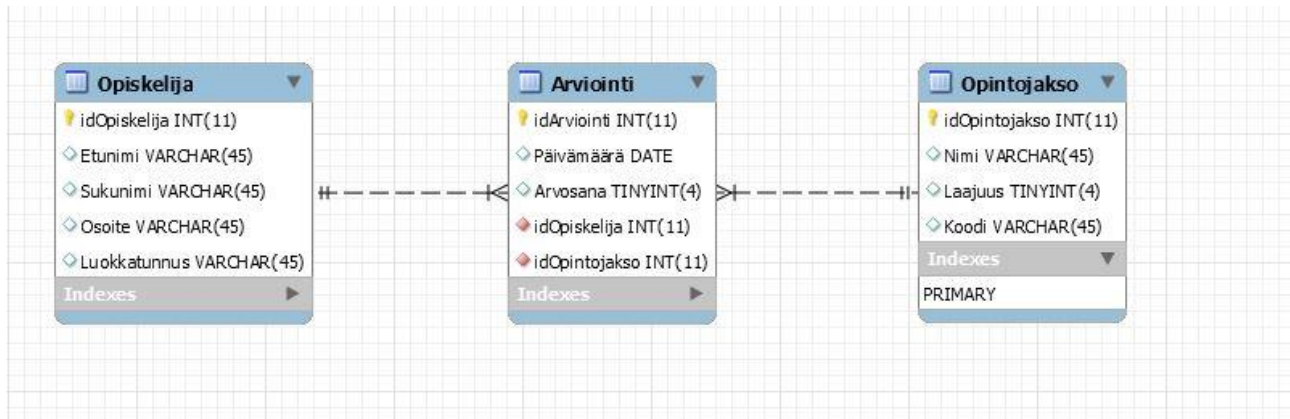 Opiskelija
idOpiskelija INT(11)
Etunimi VARCHAR(45)
Sukunimi VARCHAR(45)
Osoite VARCHAR(45)
Luokkatunnus VARCHAR(45)
Indexes
Arviointi
idArviointi INT(11)
Päivämäärä DATE
Arvosana TINYINT(4)
idOpiskelija INT(11)
idOpintojakso INT(11)
Indexes
Opintojakso
idOpintojakso INT(11)
Nimi VARCHAR(45)
Laajuus TINYINT(4)
Koodi VARCHAR(45)
Indexes
PRIMARY